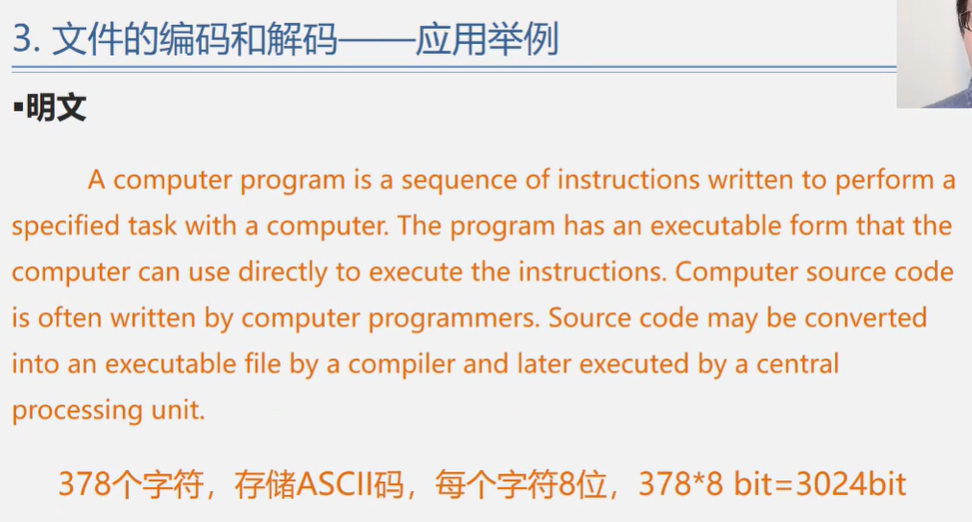 3. 文件的编码和解码——应用举例
▪明文
A computer program is a sequence of instructions written to perform a
specified task with a computer. The program has an executable form that the
computer can use directly to execute the instructions. Computer source code
is often written by computer programmers. Source code may be converted
into an executable file by a compiler and later executed by a central
processing unit.
378个字符，存储ASCII码，每个字符8位，378*8 bit=3024bit